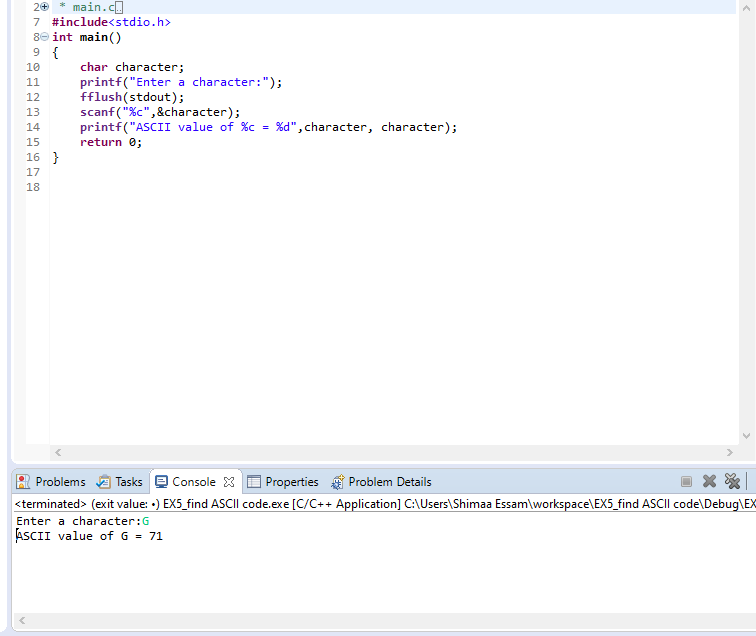 2 * main.c
7 #include<stdio.h>
8 int main()
9 {
10     char character;
11     printf("Enter a character:");
12     fflush(stdout);
13     scanf("%c",&character);
14     printf("ASCII value of %c = %d",character, character);
15     return 0;
16 }
17
18
Problems Tasks Console Properties Problem Details
<terminated> (exit value: •) EX5_find ASCII code.exe [C/C++ Application] C:\Users\Shimaa Essam\workspace\EX5_find ASCII code\Debug\EX
Enter a character:G
ASCII value of G = 71